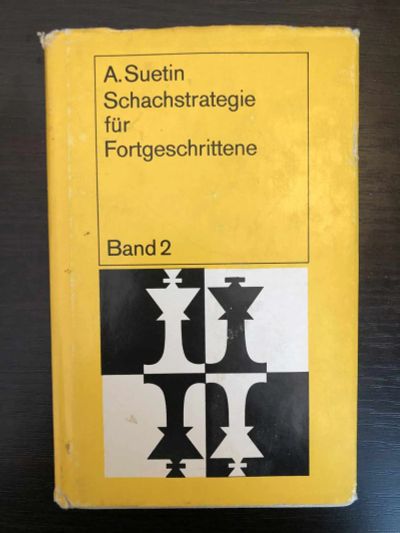 A. Suetin
Schachstrategie
für
Fortgeschrittene
Band 2